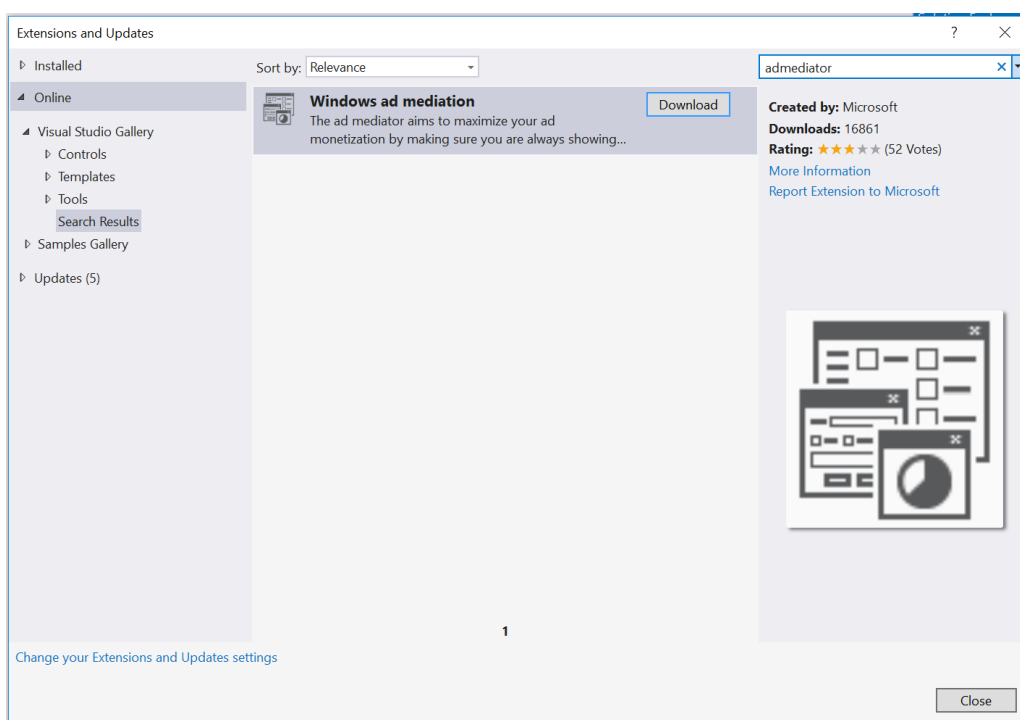 Extensions and Updates
?
Installed
Online
Visual Studio Gallery
Controls
Templates
Tools
Search Results
Samples Gallery
Updates (5)
Sort by: Relevance
Windows ad mediation
The ad mediator aims to maximize your ad
monetization by making sure you are always showing...
Download
admediator
Created by: Microsoft
Downloads: 16861
Rating: ★★★★★ (52 Votes)
More Information
Report Extension to Microsoft
1
Change your Extensions and Updates settings
Close